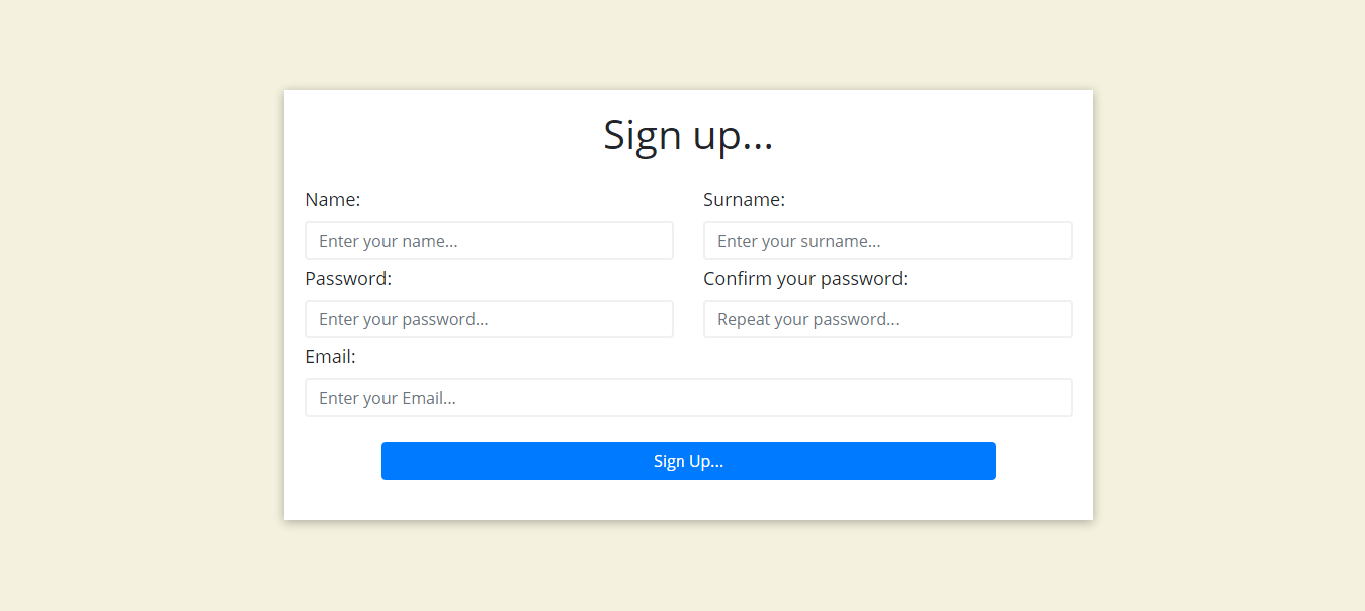 Sign up...
Name: Surname:
Enter your name... Enter your surname...
Password: Confirm your password:
Enter your password... Repeat your password...
Email:
Enter your Email...
Sign Up...